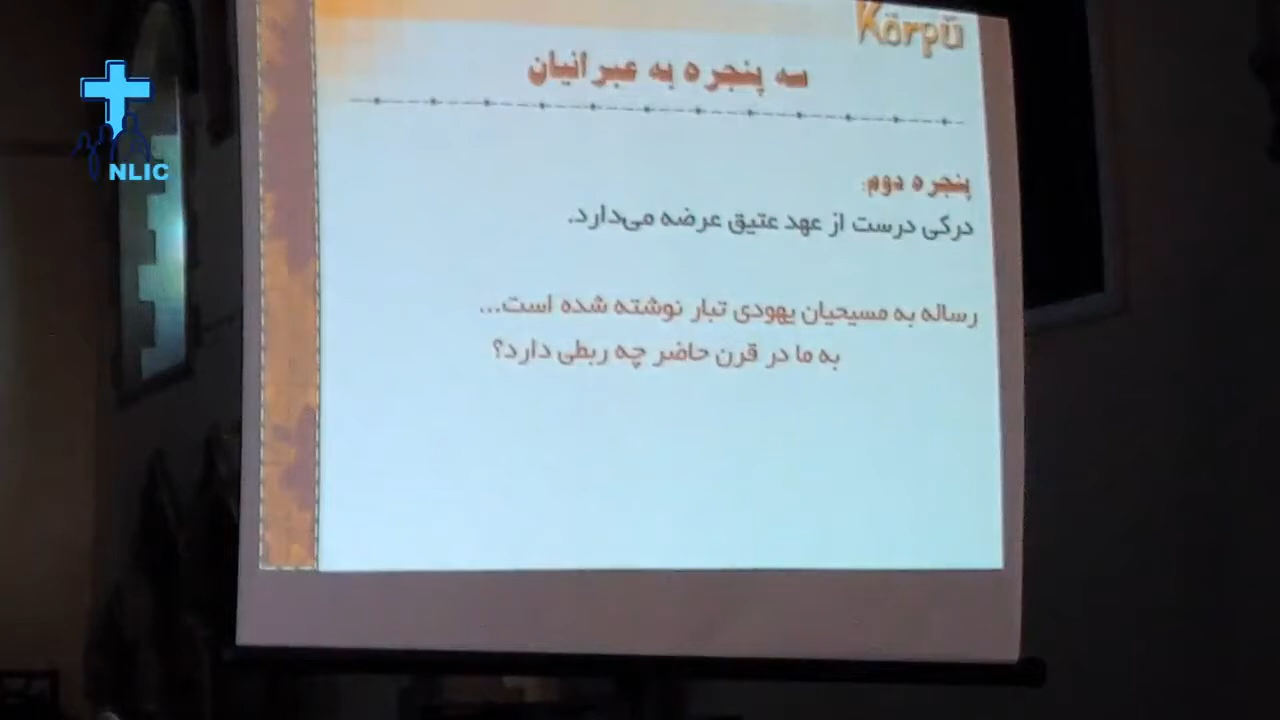 Körpü
سه پنجره به عبرانیان
NLIC
پنجره دوم:
درکی درست از عهد عتیق عرضه می‌دارد.
رساله به مسیحیان یهودی تبار نوشته شده است...
به ما در قرن حاضر چه ربطی دارد؟